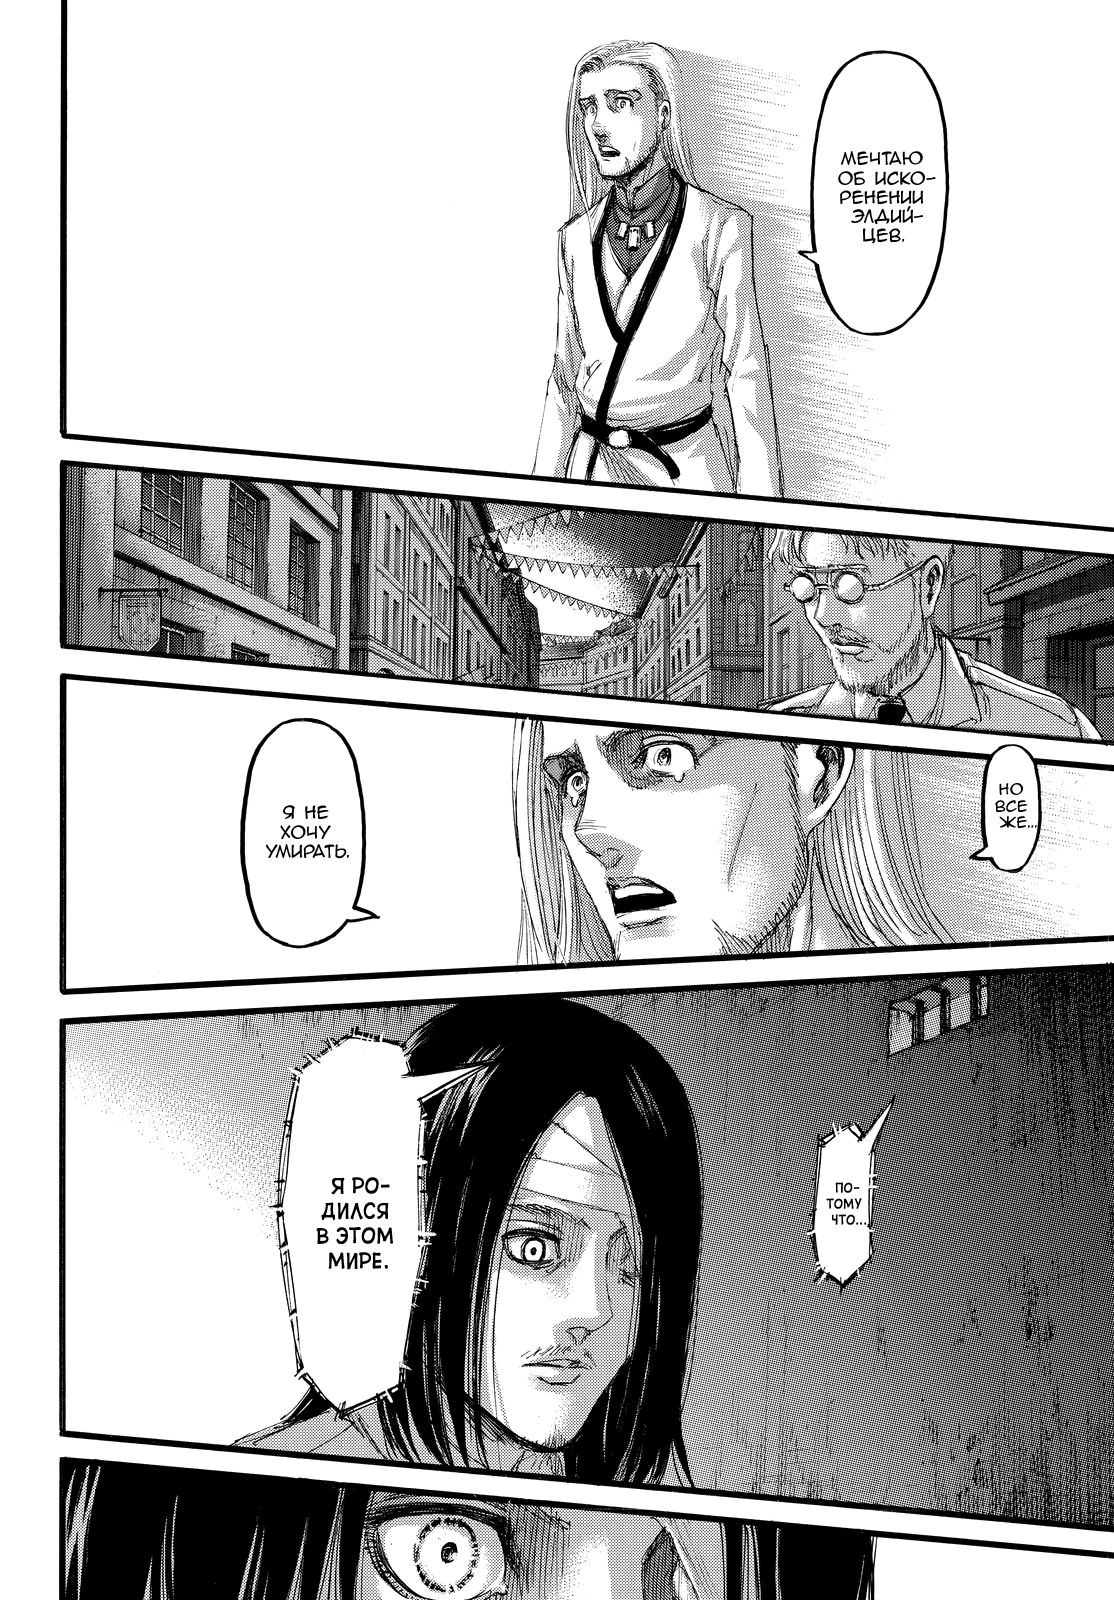 МЕЧТАЮ
ОБ ИСКО-
РЕНЕНИИ
ЭЛДИЙ-
ЦЕВ.
НО
ВСЕ
ЖЕ...
Я НЕ
ХОЧУ
УМИРАТЬ.
ПО-
ТОМУ
ЧТО...
Я РО-
ДИЛСЯ
В ЭТОМ
МИРЕ.